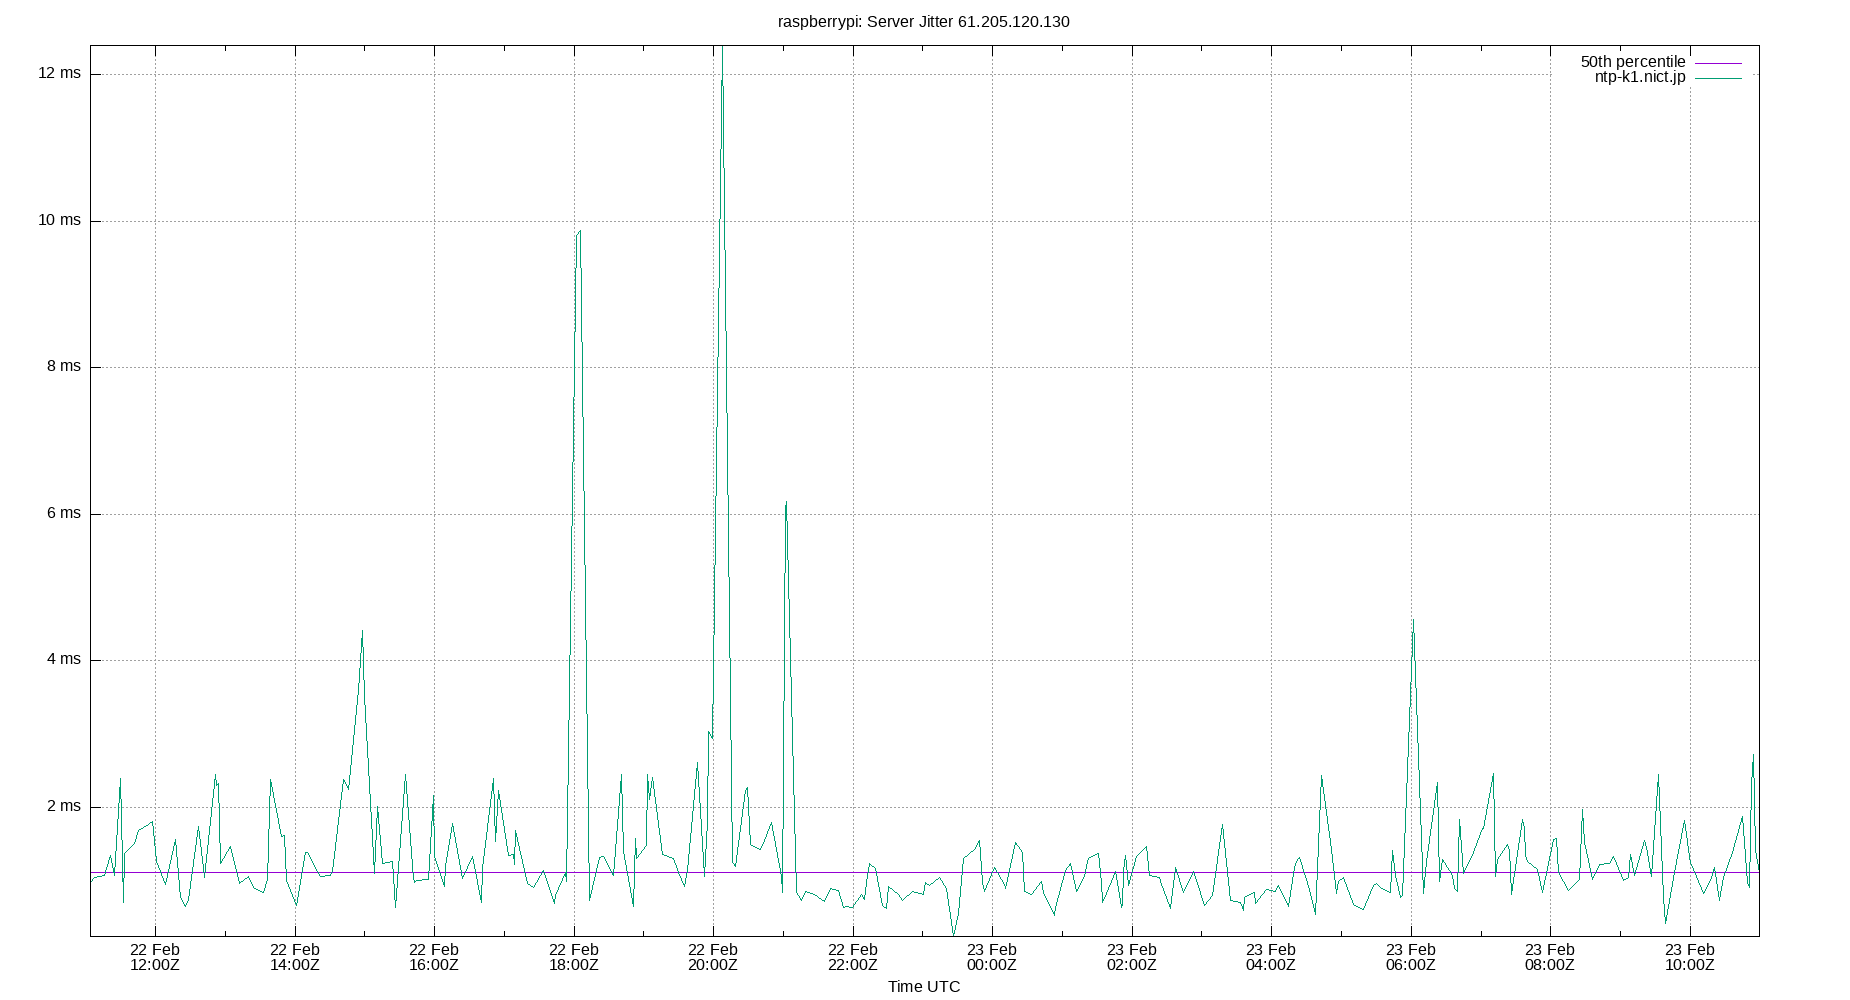 raspberrypi: Server Jitter 61.205.120.130
50th percentile
ntp-k1.nict.jp
12 ms
10 ms
8 ms
6 ms
4 ms
2 ms
22 Feb 22 Feb 22 Feb 22 Feb 22 Feb 22 Feb 23 Feb 23 Feb 23 Feb 23 Feb 23 Feb 23 Feb
12:00Z 14:00Z 16:00Z 18:00Z 20:00Z 22:00Z 00:00Z 02:00Z 04:00Z 06:00Z 08:00Z 10:00Z
Time UTC